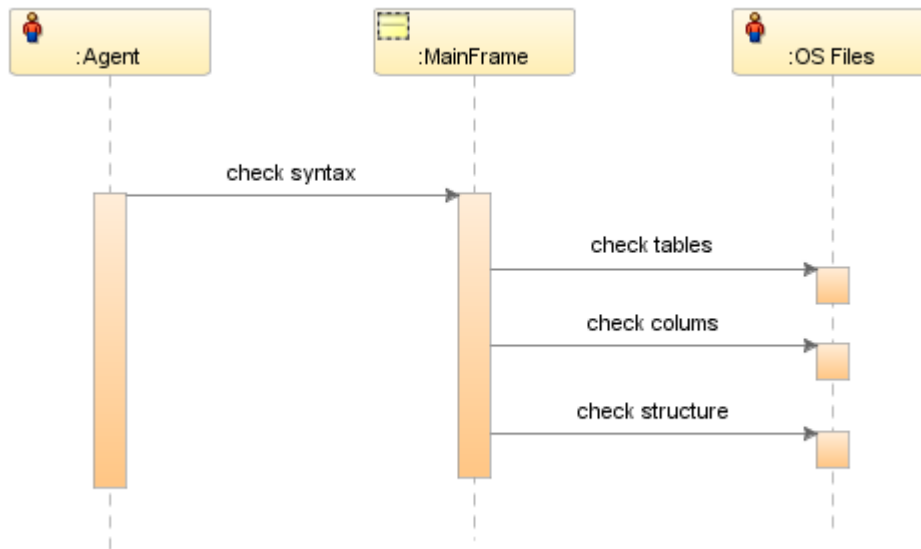 :Agent
:MainFrame
:OS Files
check syntax
check tables
check colums
check structure